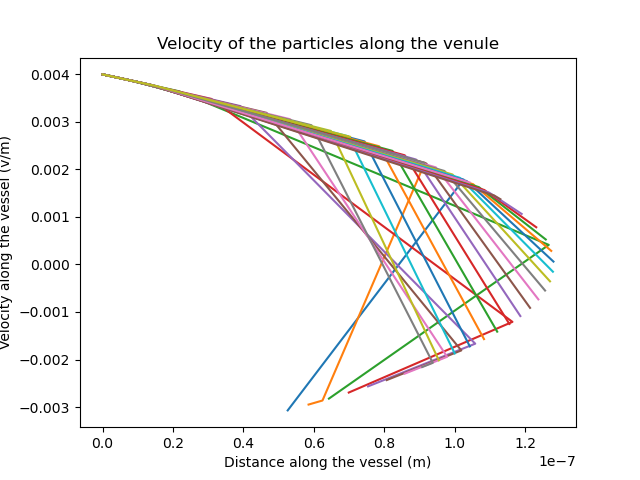 Velocity of the particles along the venule
0.004
0.003
0.002
0.001
0.000
−0.001
−0.002
−0.003
Velocity along the vessel (v/m)
0.0 0.2 0.4 0.6 0.8 1.0 1.2
1e−7
Distance along the vessel (m)